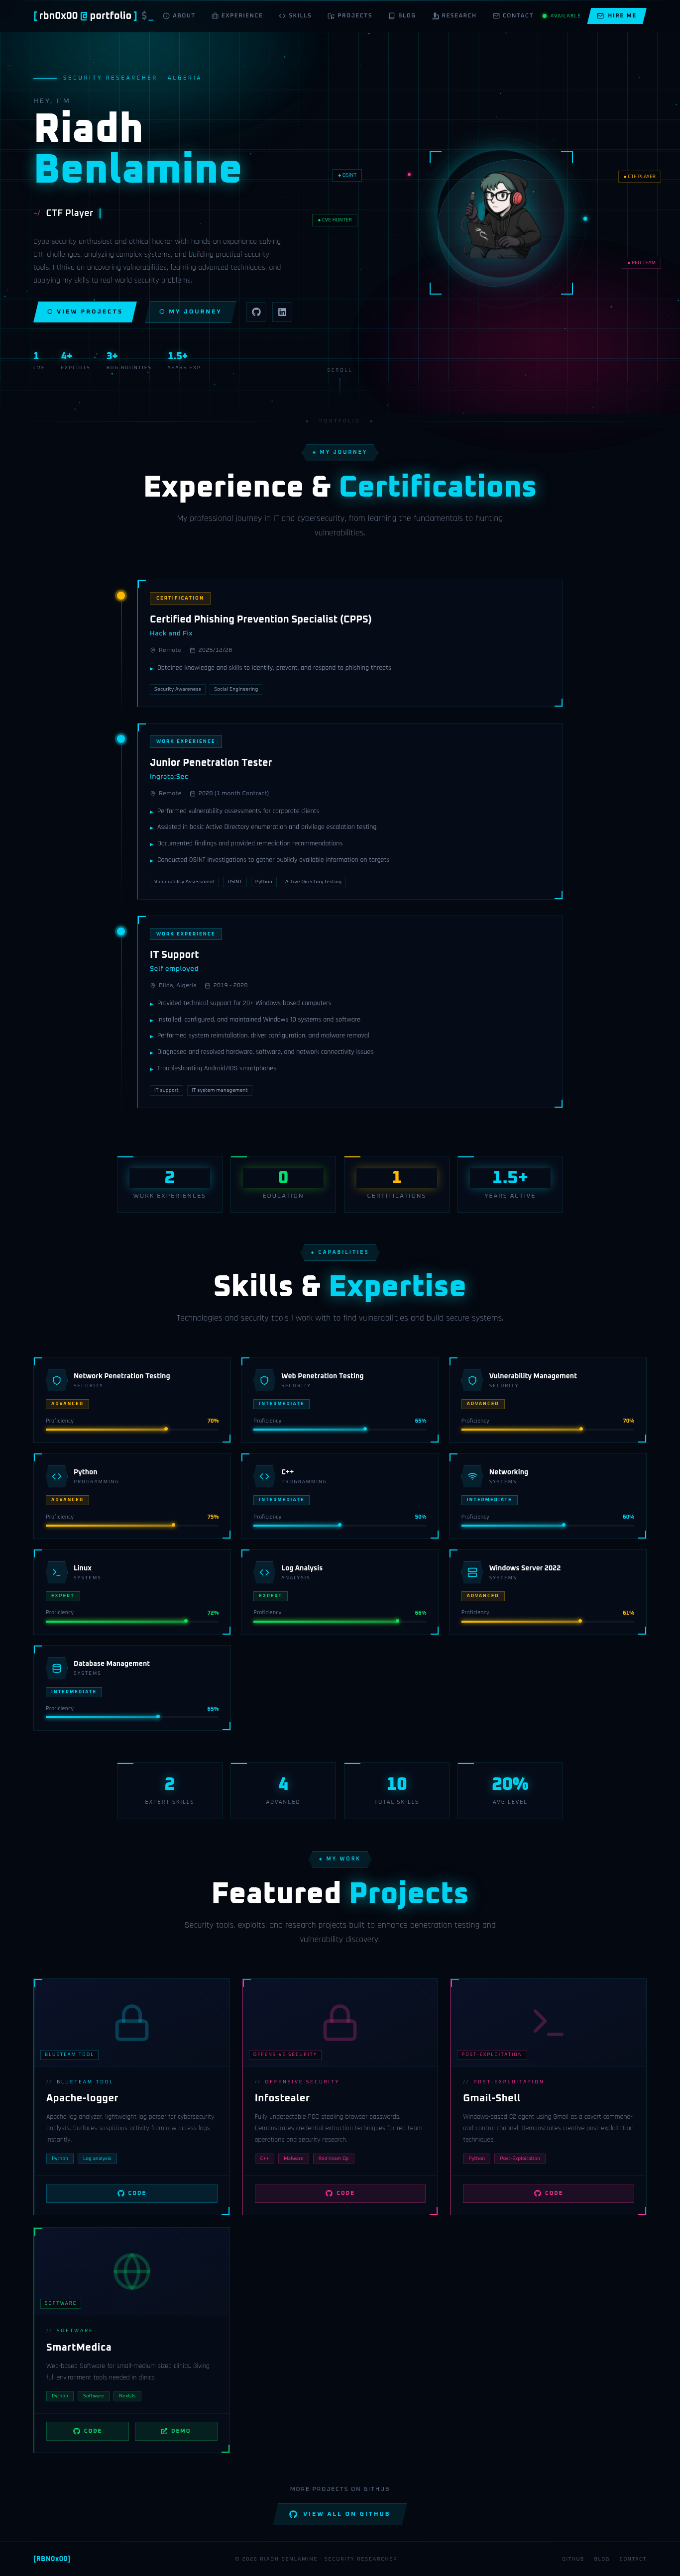 [ rbn0x00 @ portfolio ] $_
ABOUT
EXPERIENCE
SKILLS
PROJECTS
BLOG
RESEARCH
CONTACT
AVAILABLE
HIRE ME
SECURITY RESEARCHER · ALGERIA
HEY, I'M
Riadh
Benlamine
~/ CTF Player
Cybersecurity enthusiast and ethical hacker with hands-on experience solving
CTF challenges, analyzing complex systems, and building practical security
tools. I thrive on uncovering vulnerabilities, learning advanced techniques, and
applying my skills to real-world security problems.
VIEW PROJECTS
MY JOURNEY
OSINT
CVE HUNTER
CTF PLAYER
RED TEAM
1
CVE
4+
EXPLOITS
3+
BUG BOUNTIES
1.5+
YEARS EXP.
SCROLL
PORTFOLIO
MY JOURNEY
Experience & Certifications
My professional journey in IT and cybersecurity, from learning the fundamentals to hunting
vulnerabilities.
CERTIFICATION
Certified Phishing Prevention Specialist (CPPS)
Hack and Fix
Remote
2025/12/28
Obtained knowledge and skills to identify, prevent, and respond to phishing threats
Security Awareness
Social Engineering
WORK EXPERIENCE
Junior Penetration Tester
Ingrata:Sec
Remote
2020 (1 month Contract)
Performed vulnerability assessments for corporate clients
Assisted in basic Active Directory enumeration and privilege escalation testing
Documented findings and provided remediation recommendations
Conducted OSINT investigations to gather publicly available information on targets
Vulnerability Assessment
OSINT
Python
Active Directory testing
WORK EXPERIENCE
IT Support
Self employed
Blida, Algeria
2019 - 2020
Provided technical support for 20+ Windows-based computers
Installed, configured, and maintained Windows 10 systems and software
Performed system reinstallation, driver configuration, and malware removal
Diagnosed and resolved hardware, software, and network connectivity issues
Troubleshooting Android/iOS smartphones
IT support
IT system management
2
WORK EXPERIENCES
0
EDUCATION
1
CERTIFICATIONS
1.5+
YEARS ACTIVE
CAPABILITIES
Skills & Expertise
Technologies and security tools I work with to find vulnerabilities and build secure systems.
Network Penetration Testing
SECURITY
ADVANCED
Proficiency
70%
Web Penetration Testing
SECURITY
INTERMEDIATE
Proficiency
65%
Vulnerability Management
SECURITY
ADVANCED
Proficiency
70%
Python
PROGRAMMING
ADVANCED
Proficiency
75%
C++
PROGRAMMING
INTERMEDIATE
Proficiency
50%
Networking
SYSTEMS
INTERMEDIATE
Proficiency
60%
Linux
SYSTEMS
EXPERT
Proficiency
72%
Log Analysis
ANALYSIS
EXPERT
Proficiency
66%
Windows Server 2022
SYSTEMS
ADVANCED
Proficiency
61%
Database Management
SYSTEMS
INTERMEDIATE
Proficiency
65%
2
EXPERT SKILLS
4
ADVANCED
10
TOTAL SKILLS
20%
AVG LEVEL
MY WORK
Featured Projects
Security tools, exploits, and research projects built to enhance penetration testing and
vulnerability discovery.
BLUETEAM TOOL
// BLUETEAM TOOL
Apache-logger
Apache log analyzer, lightweight log parser for cybersecurity
analysts. Surfaces suspicious activity from raw access logs
instantly.
Python
Log analysis
CODE
OFFENSIVE SECURITY
// OFFENSIVE SECURITY
Infostealer
Fully undetectable POC stealing browser passwords.
Demonstrates creative evasion techniques for red team
operations and security research.
C++
Malware
Red-team Op
CODE
POST-EXPLOITATION
// POST-EXPLOITATION
Gmail-Shell
Windows-based C2 agent using Gmail as a covert command-
and-control channel. Demonstrates creative post-exploitation
techniques.
Python
Post-Exploitation
CODE
SOFTWARE
// SOFTWARE
SmartMedica
Web-based Software for small-medium sized clinics. Giving
full environment tools needed in clinics
Python
Software
NextJs
CODE
DEMO
MORE PROJECTS ON GITHUB
VIEW ALL ON GITHUB
[RBN0x00]
© 2026 RIADH BENLAMINE · SECURITY RESEARCHER
GITHUB
BLOG
CONTACT